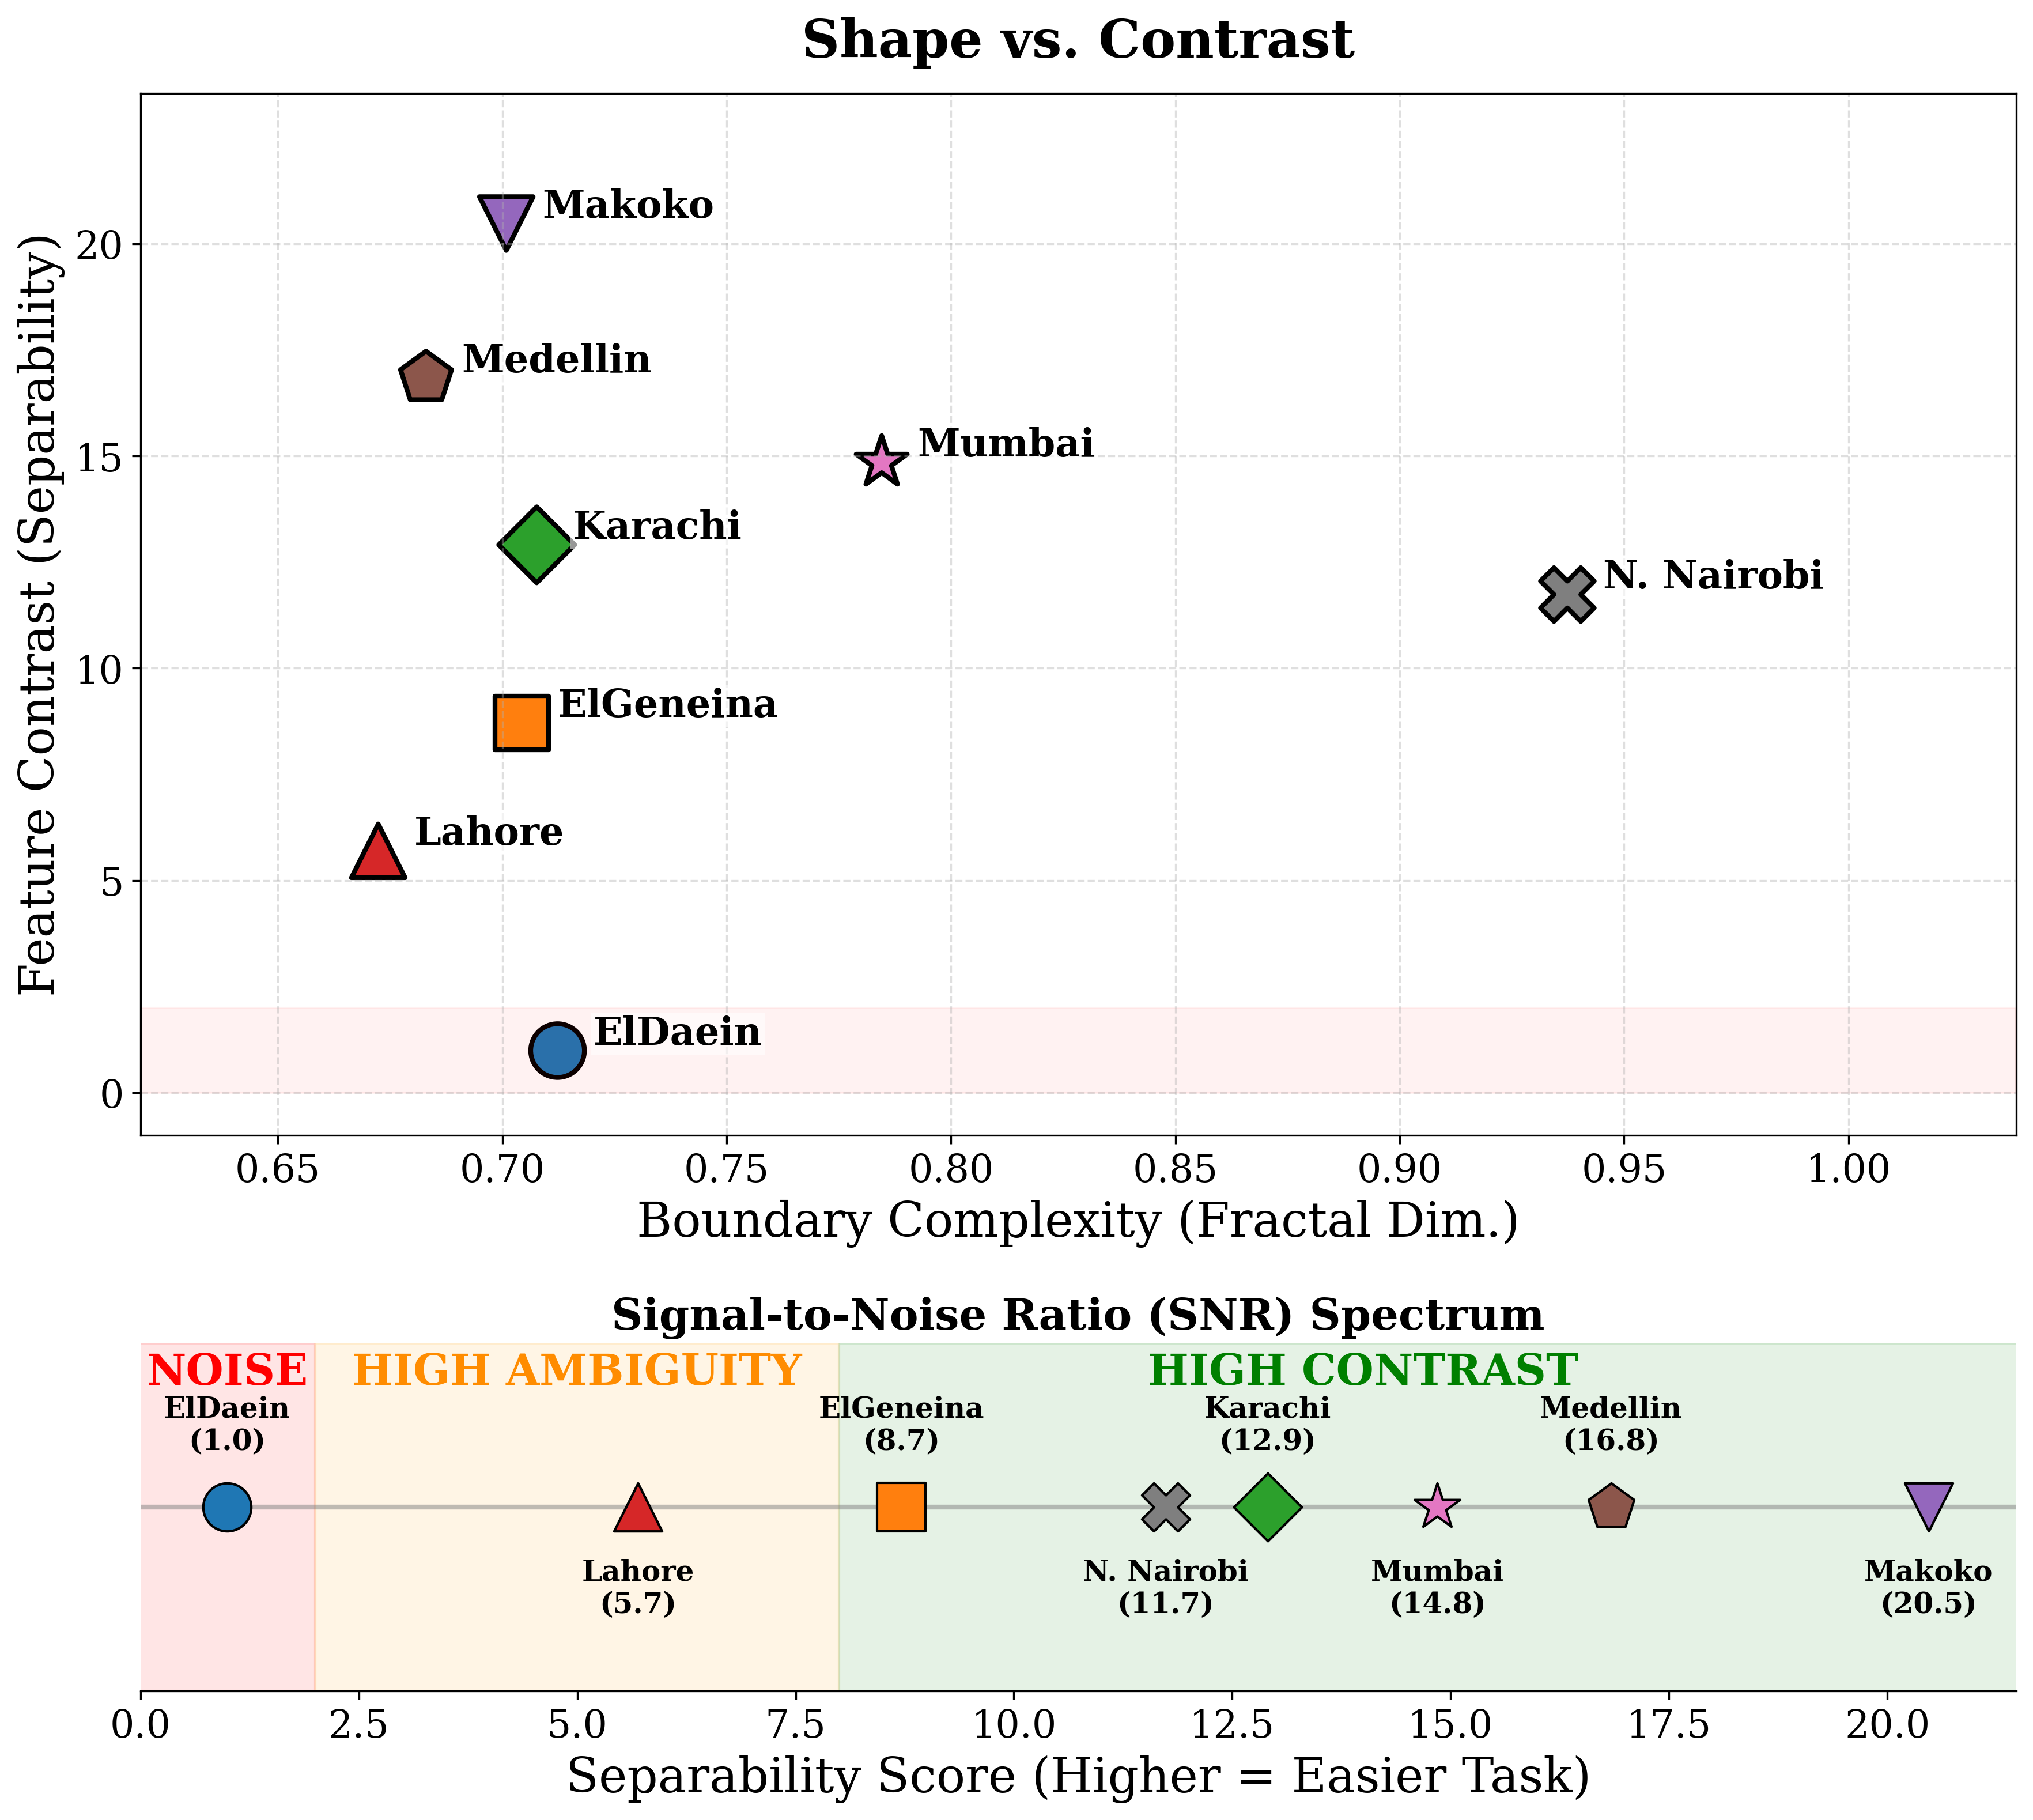 Shape vs. Contrast
Feature Contrast (Separability)
20
15
10
5
0
Makoko
Medellin
Mumbai
Karachi
N. Nairobi
ElGeneina
Lahore
ElDaein
0.65 0.70 0.75 0.80 0.85 0.90 0.95 1.00
Boundary Complexity (Fractal Dim.)
Signal-to-Noise Ratio (SNR) Spectrum
NOISE HIGH AMBIGUITY HIGH CONTRAST
ElDaein ElGeneina Karachi Medellin
(1.0) (8.7) (12.9) (16.8)
Lahore N. Nairobi Mumbai Makoko
(5.7) (11.7) (14.8) (20.5)
0.0 2.5 5.0 7.5 10.0 12.5 15.0 17.5 20.0
Separability Score (Higher = Easier Task)